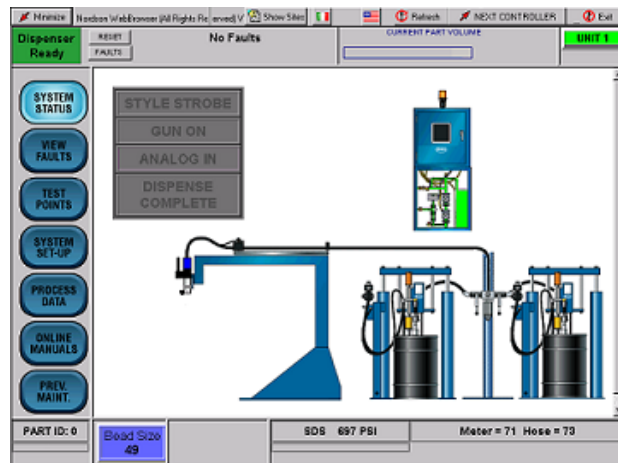 Minimize
Nordson WebBrowser (All Rights Re erved) V
Show Sites
Refresh
NEXT CONTROLLER
Exit
Dispenser
Ready
RESET
FAULTS
No Faults
CURRENT PART VOLUME
UNIT 1
SYSTEM
STATUS
VIEW
FAULTS
TEST
POINTS
SYSTEM
SET-UP
PROCESS
DATA
ONLINE
MANUALS
PREV.
MAINT.
STYLE STROBE
GUN ON
ANALOG IN
DISPENSE
COMPLETE
PART ID: 0
Bead Size
49
SDS 697 PSI
Meter = 71 Hose = 73